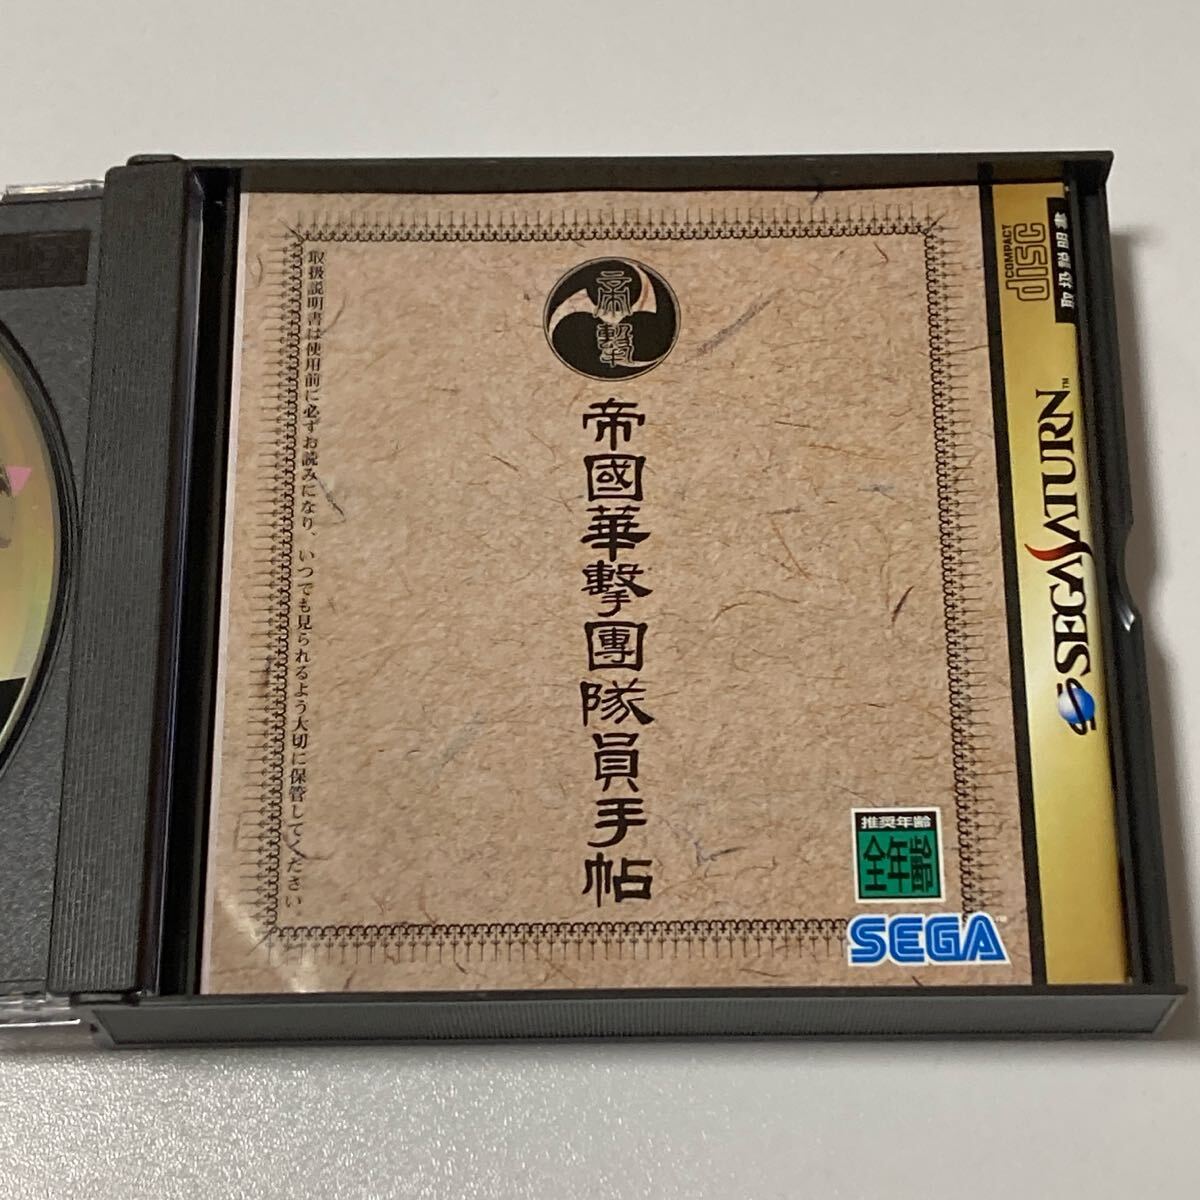 帝撃
帝國華擊團隊員手帖
取扱説明書は使用前に必ずお読みになり、いつでも見られるよう大切に保管してください。
推奨年齢
全年齢
SEGA™
COMPACT
disc
取扱説明書
SEGA SATURN™